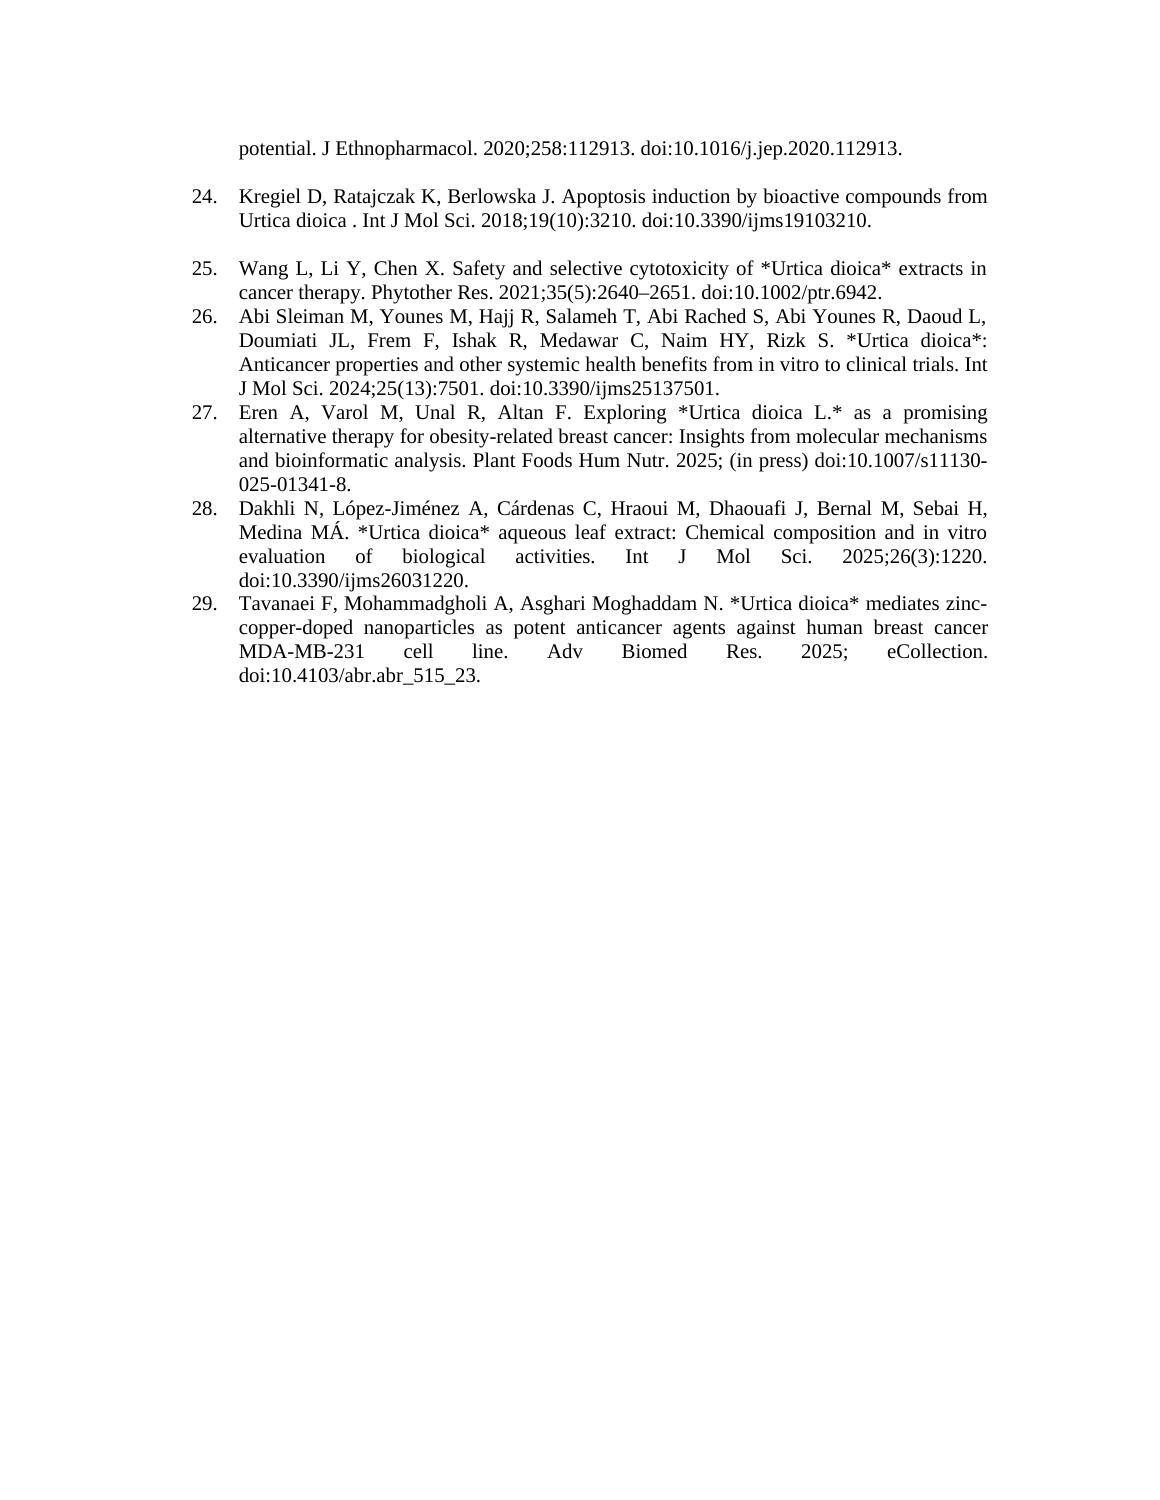 potential. J Ethnopharmacol. 2020;258:112913. doi:10.1016/j.jep.2020.112913.
24. Kregiel D, Ratajczak K, Berlowska J. Apoptosis induction by bioactive compounds from
Urtica dioica . Int J Mol Sci. 2018;19(10):3210. doi:10.3390/ijms19103210.
25. Wang L, Li Y, Chen X. Safety and selective cytotoxicity of *Urtica dioica* extracts in
cancer therapy. Phytother Res. 2021;35(5):2640–2651. doi:10.1002/ptr.6942.
26. Abi Sleiman M, Younes M, Hajj R, Salameh T, Abi Rached S, Abi Younes R, Daoud L,
Doumiati JL, Frem F, Ishak R, Medawar C, Naim HY, Rizk S. *Urtica dioica*:
Anticancer properties and other systemic health benefits from in vitro to clinical trials. Int
J Mol Sci. 2024;25(13):7501. doi:10.3390/ijms25137501.
27. Eren A, Varol M, Unal R, Altan F. Exploring *Urtica dioica L.* as a promising
alternative therapy for obesity-related breast cancer: Insights from molecular mechanisms
and bioinformatic analysis. Plant Foods Hum Nutr. 2025; (in press) doi:10.1007/s11130-
025-01341-8.
28. Dakhli N, López-Jiménez A, Cárdenas C, Hraoui M, Dhaouafi J, Bernal M, Sebai H,
Medina MÁ. *Urtica dioica* aqueous leaf extract: Chemical composition and in vitro
evaluation of biological activities. Int J Mol Sci. 2025;26(3):1220.
doi:10.3390/ijms26031220.
29. Tavanaei F, Mohammadgholi A, Asghari Moghaddam N. *Urtica dioica* mediates zinc-
copper-doped nanoparticles as potent anticancer agents against human breast cancer
MDA-MB-231 cell line. Adv Biomed Res. 2025; eCollection.
doi:10.4103/abr.abr_515_23.